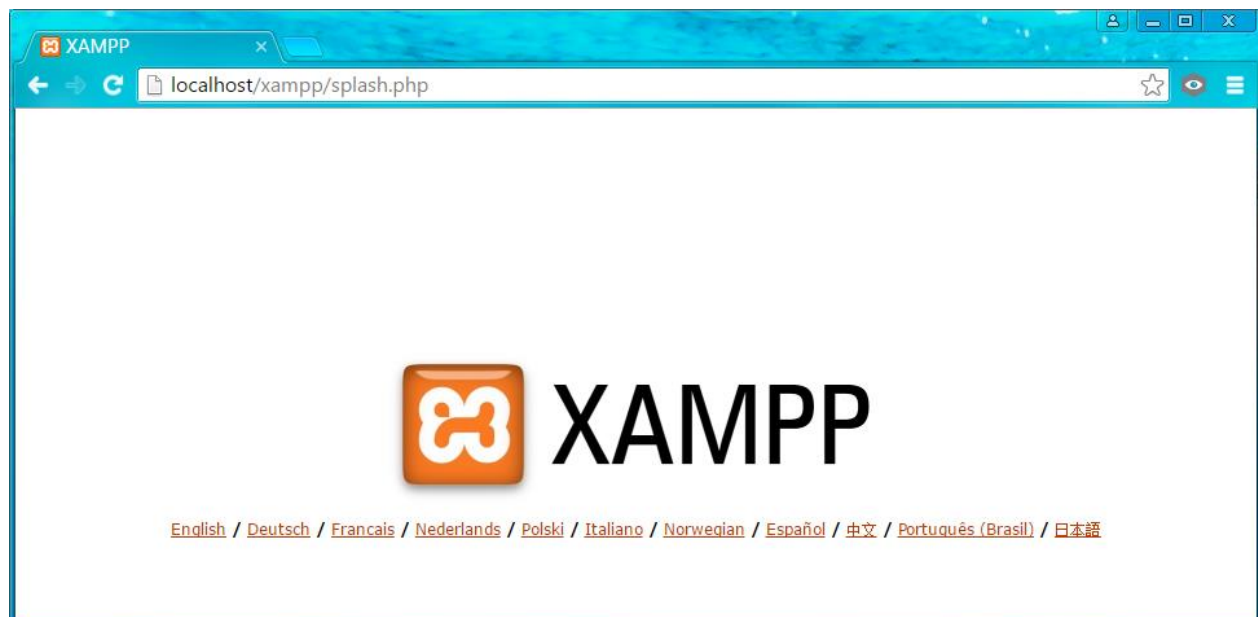 XAMPP
localhost/xampp/splash.php
XAMPP
English / Deutsch / Francais / Nederlands / Polski / Italiano / Norwegian / Español / 中文 / Português (Brasil) / 日本語